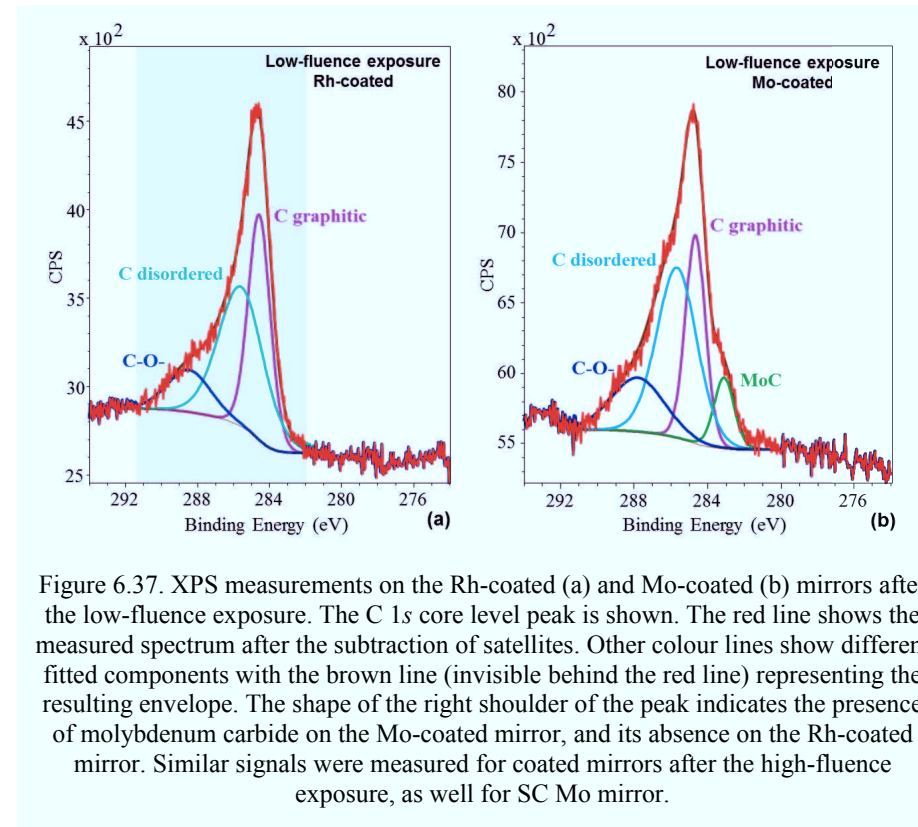 x 10²
Low-fluence exposure
Rh-coated
45
40
35
30
25
CPS
C graphitic
C disordered
C-O-
292 288 284 280 276
Binding Energy (eV)
(a)
x 10²
Low-fluence exposure
Mo-coated
80
75
70
65
60
55
CPS
C graphitic
C disordered
C-O-
MoC
292 288 284 280 276
Binding Energy (eV)
(b)
Figure 6.37. XPS measurements on the Rh-coated (a) and Mo-coated (b) mirrors afte
the low-fluence exposure. The C 1s core level peak is shown. The red line shows the
measured spectrum after the subtraction of satellites. Other colour lines show differen
fitted components with the brown line (invisible behind the red line) representing the
resulting envelope. The shape of the right shoulder of the peak indicates the presence
of molybdenum carbide on the Mo-coated mirror, and its absence on the Rh-coated
mirror. Similar signals were measured for coated mirrors after the high-fluence
exposure, as well for SC Mo mirror.